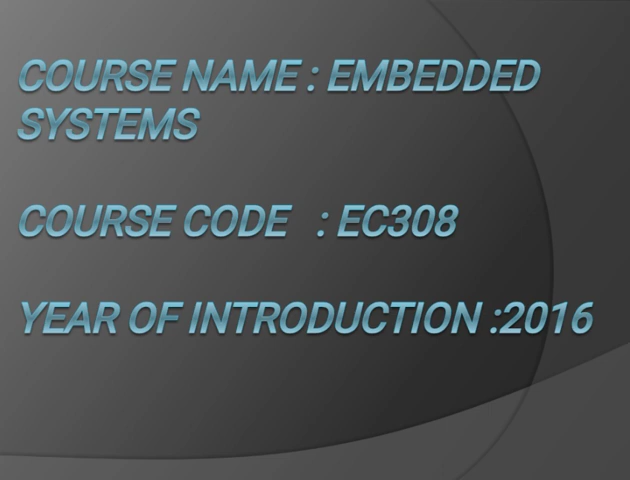 COURSE NAME : EMBEDDED
SYSTEMS
COURSE CODE : EC308
YEAR OF INTRODUCTION :2016